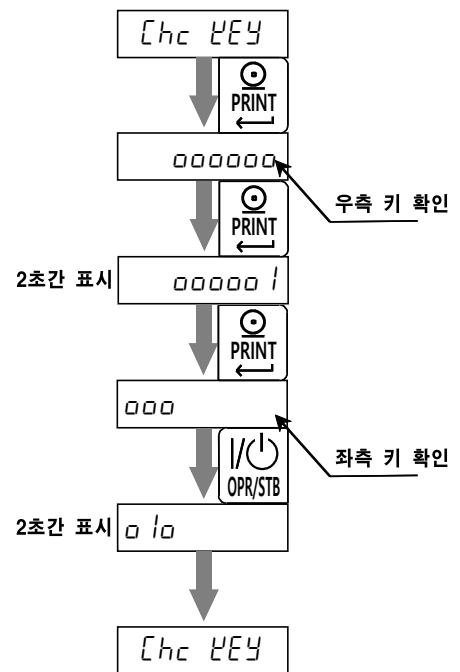 Chc KEY
PRINT
oooooo
우측 키 확인
PRINT
2초간 표시
ooooo1
PRINT
ooo
좌측 키 확인
I/⏻
OPR/STB
2초간 표시
o1o
Chc KEY